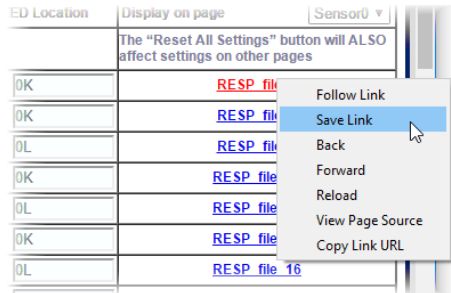 ED Location Display on page Sensor0
The “Reset All Settings” button will ALSO
affect settings on other pages
0K RESP_file
Follow Link
0K RESP_file
Save Link
0L RESP_file
Back
0K RESP_file
Forward
0L RESP_file
Reload
0K RESP_file
View Page Source
0L RESP_file_16
Copy Link URL